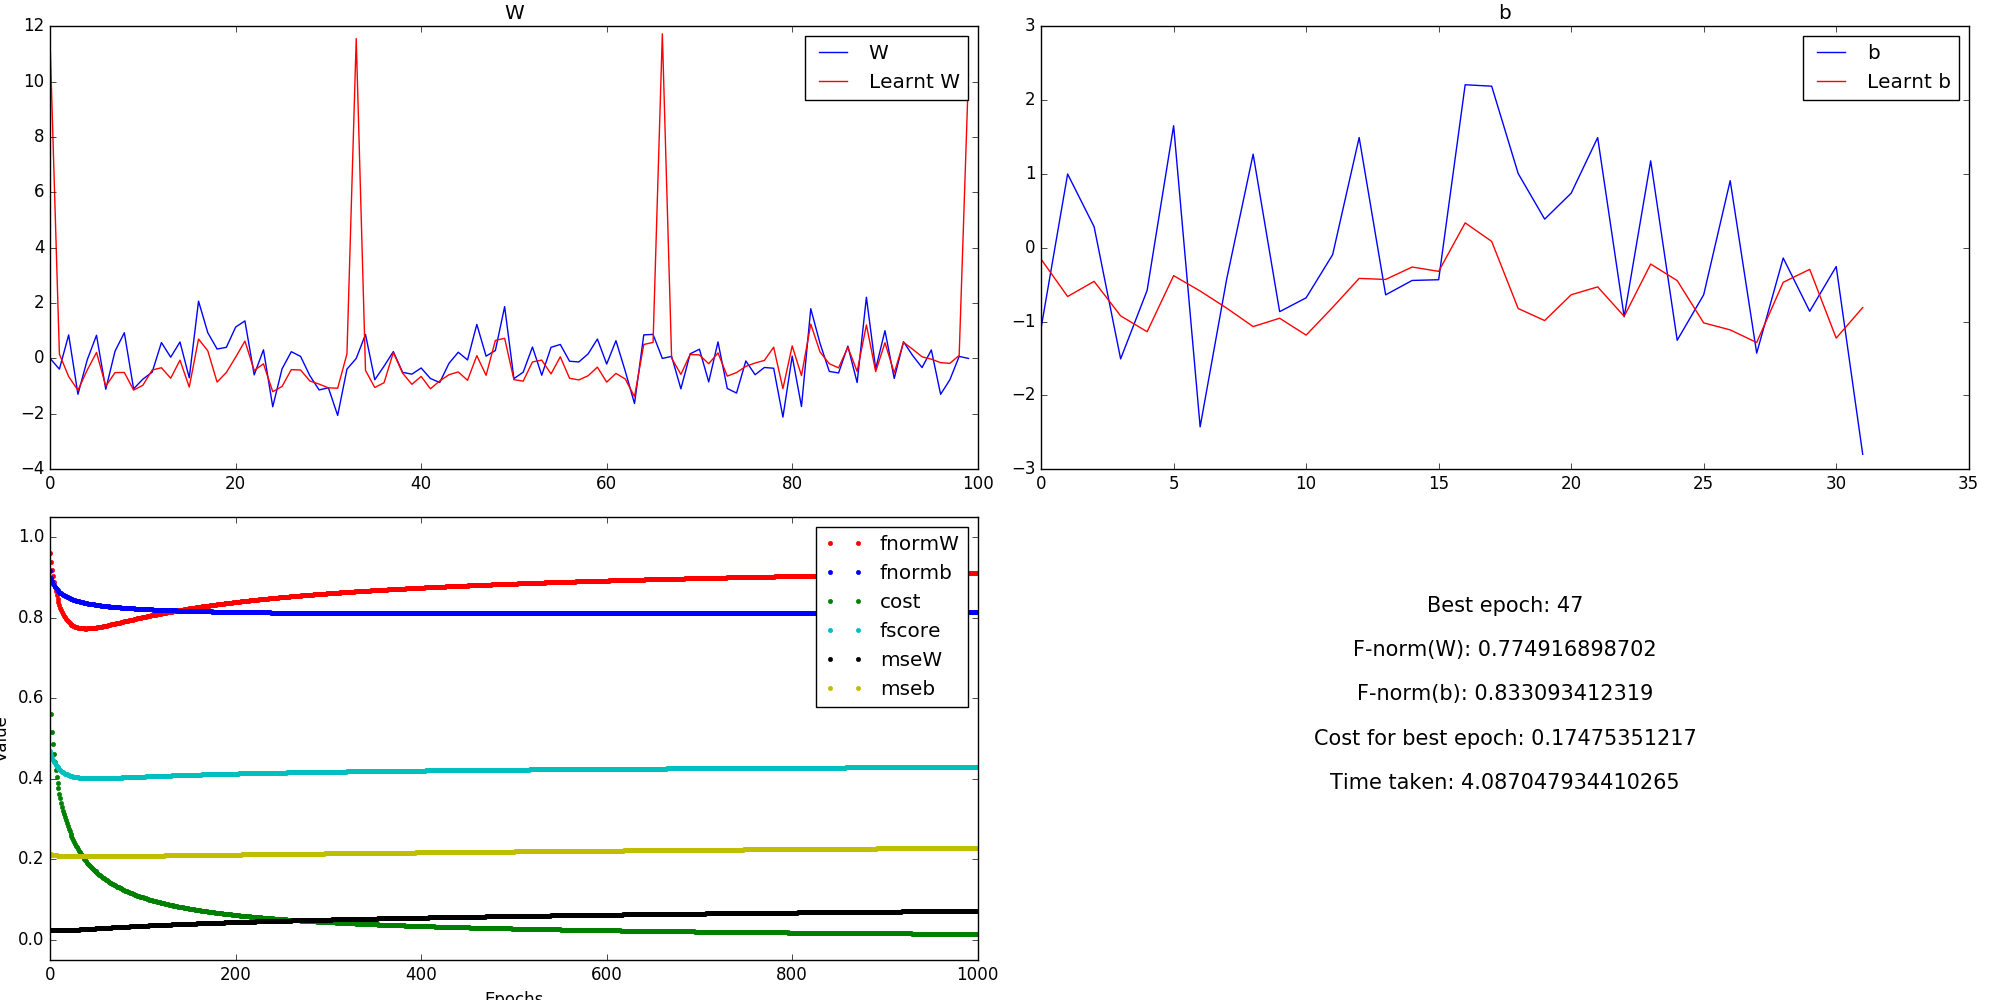 W
12
10
8
6
4
2
0
−2
−4
0 20 40 60 80 100
W
Learnt W
b
3
2
1
0
−1
−2
−3
0 5 10 15 20 25 30 35
b
Learnt b
1.0
0.8
0.6
0.4
0.2
0.0
0 200 400 600 800 1000
Epochs
fnormW
fnormb
cost
fscore
mseW
mseb
Best epoch: 47
F-norm(W): 0.774916898702
F-norm(b): 0.833093412319
Cost for best epoch: 0.17475351217
Time taken: 4.087047934410265